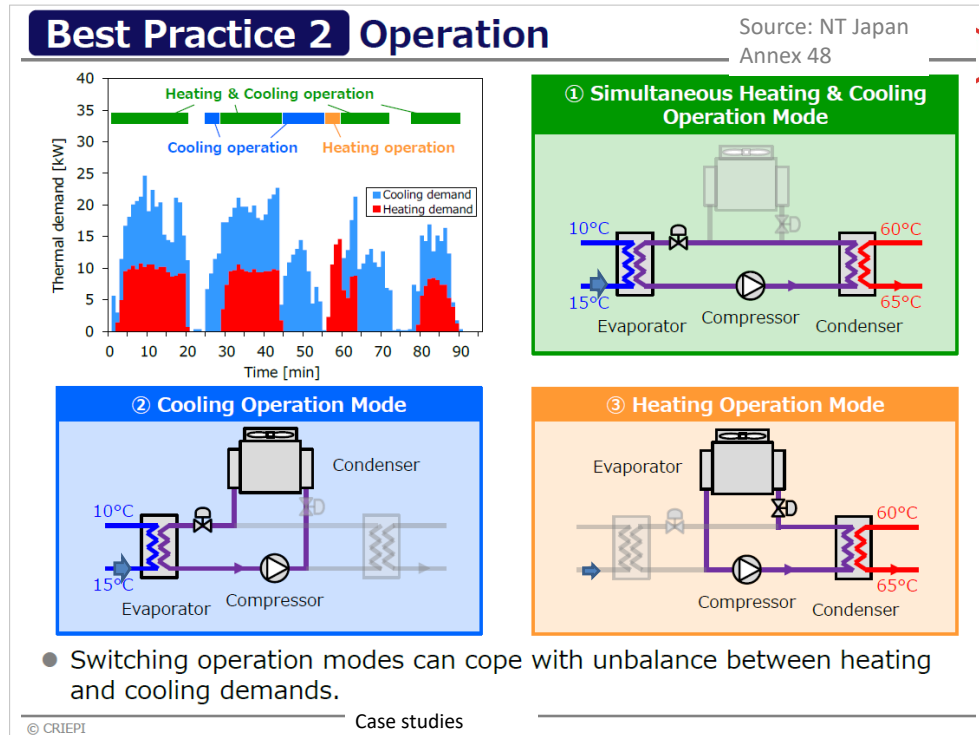 Best Practice 2 Operation
Source: NT Japan
Annex 48
Thermal demand [kW]
40
35
30
25
20
15
10
5
0
Heating & Cooling operation
Cooling operation
Heating operation
Cooling demand
Heating demand
0 10 20 30 40 50 60 70 80 90
Time [min]
① Simultaneous Heating & Cooling
Operation Mode
10°C
15°C
60°C
65°C
Evaporator
Compressor
Condenser
② Cooling Operation Mode
Condenser
10°C
15°C
Evaporator
Compressor
③ Heating Operation Mode
Evaporator
60°C
65°C
Compressor
Condenser
● Switching operation modes can cope with unbalance between heating
and cooling demands.
© CRIEPI
Case studies